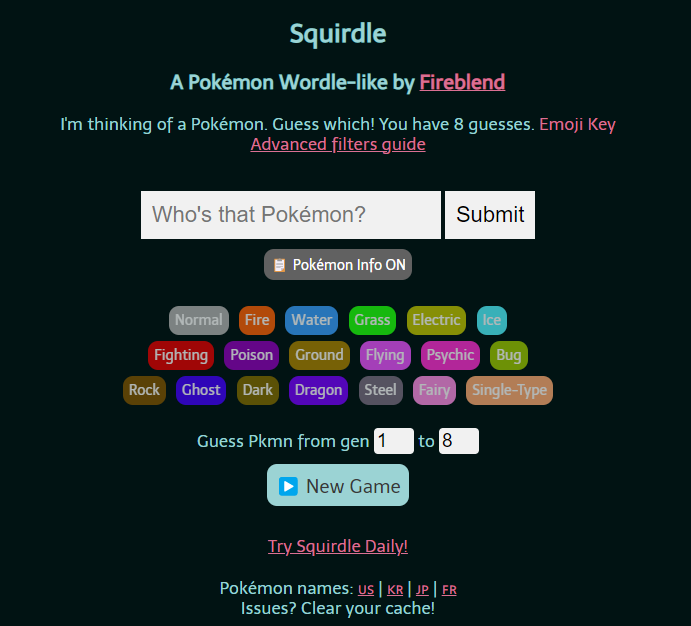 Squirdle
A Pokémon Wordle-like by Fireblend
I'm thinking of a Pokémon. Guess which! You have 8 guesses. Emoji Key
Advanced filters guide
Who's that Pokémon? Submit
Pokémon Info ON
Normal Fire Water Grass Electric Ice
Fighting Poison Ground Flying Psychic Bug
Rock Ghost Dark Dragon Steel Fairy Single-Type
Guess Pkmn from gen 1 to 8
New Game
Try Squirdle Daily!
Pokémon names: US | KR | JP | FR
Issues? Clear your cache!